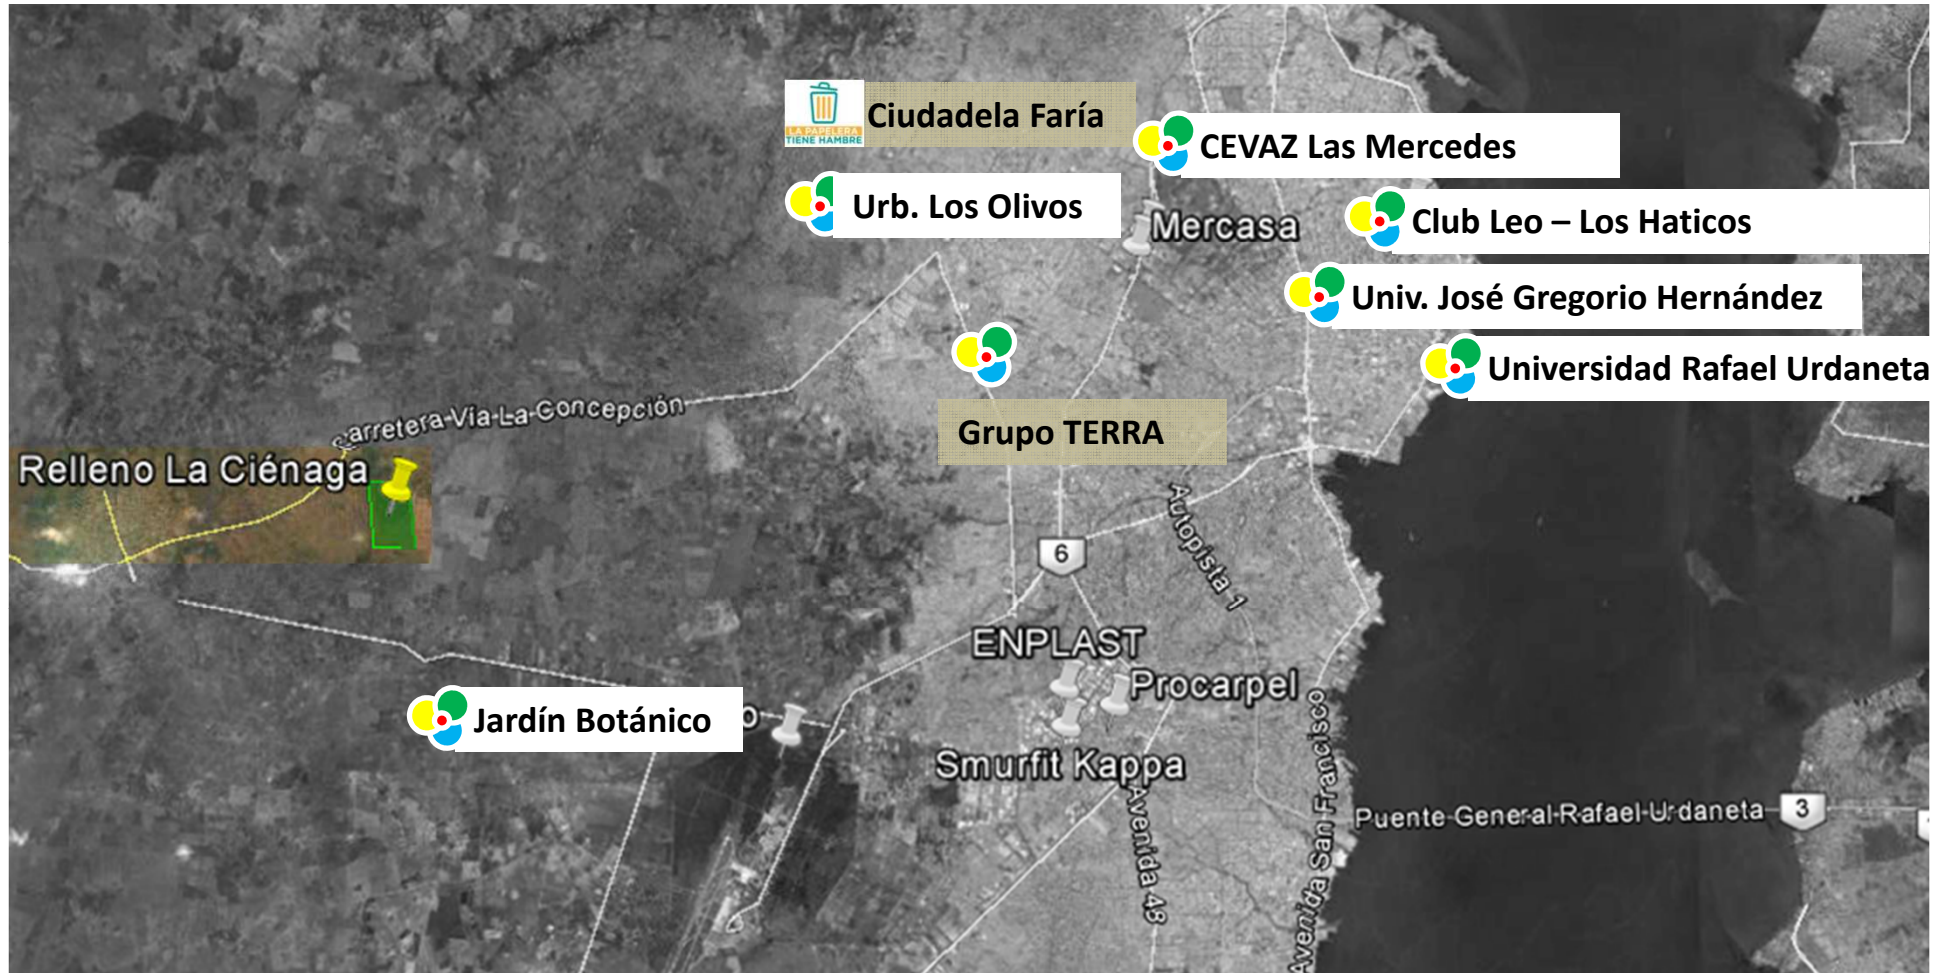 LA PAPELERA
TIENE HAMBRE
Ciudadela Faría
CEVAZ Las Mercedes
Urb. Los Olivos
Mercasa
Club Leo – Los Haticos
Univ. José Gregorio Hernández
Universidad Rafael Urdaneta
Carretera Vía La Concepción
Grupo TERRA
Relleno La Ciénaga
Autopista 1
6
ENPLAST
Procarpel
Jardín Botánico
o
Smurfit Kappa
Avenida 48
Avenida San Francisco
Puente General Rafael Urdaneta
3